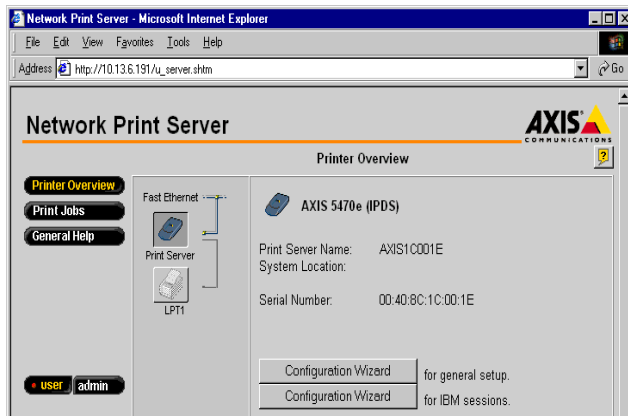 Network Print Server - Microsoft Internet Explorer
File Edit View Favorites Tools Help
Address http://10.13.6.191/u_server.shtm Go
Network Print Server
AXIS
COMMUNICATIONS
Printer Overview ?
Printer Overview
Print Jobs
General Help
Fast Ethernet
Print Server
LPT1
AXIS 5470e (IPDS)
Print Server Name: AXIS1C001E
System Location:
Serial Number: 00:40:8C:1C:00:1E
Configuration Wizard for general setup.
Configuration Wizard for IBM sessions.
user admin